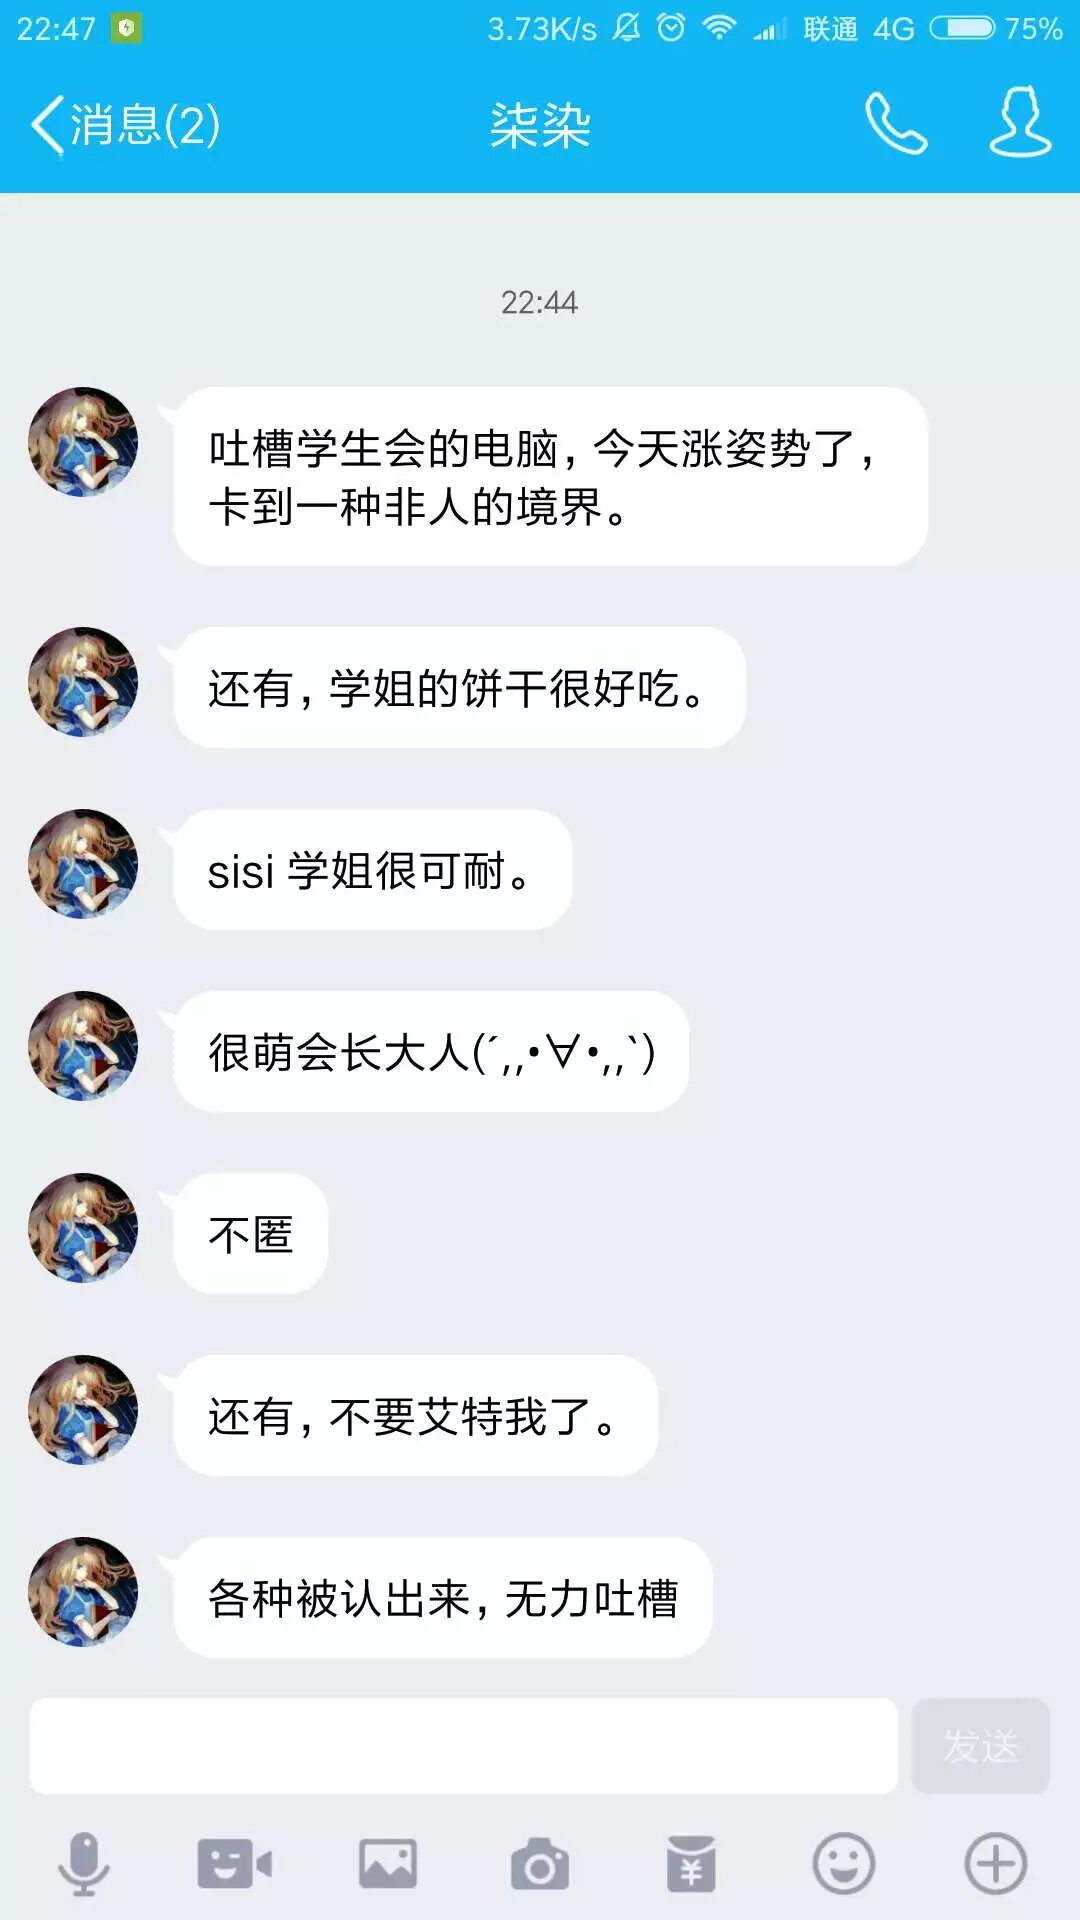 22:47 3.73K/s 联通 4G 75%
消息(2) 柒染
22:44
吐槽学生会的电脑，今天涨姿势了，
卡到一种非人的境界。
还有，学姐的饼干很好吃。
sisi 学姐很可耐。
很萌会长大人(´,,•∀•,,`)
不匿
还有，不要艾特我了。
各种被认出来，无力吐槽
发送